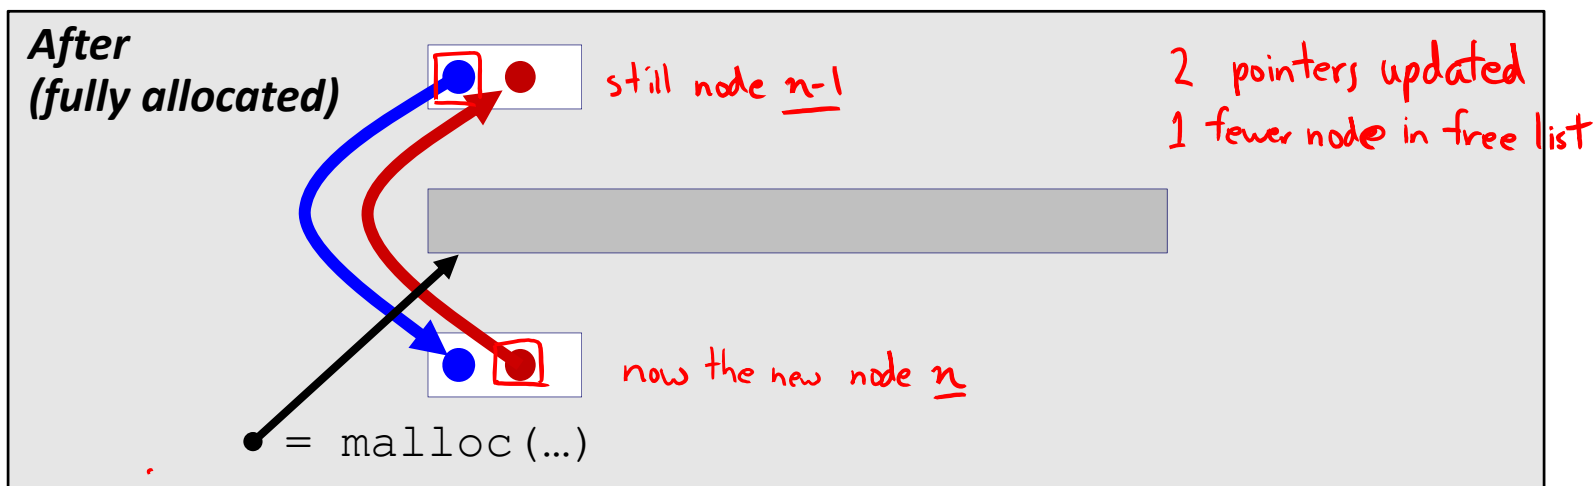 After
(fully allocated)
still node n-1
2 pointers updated
1 fewer node in free list
now the new node n
= malloc(…)